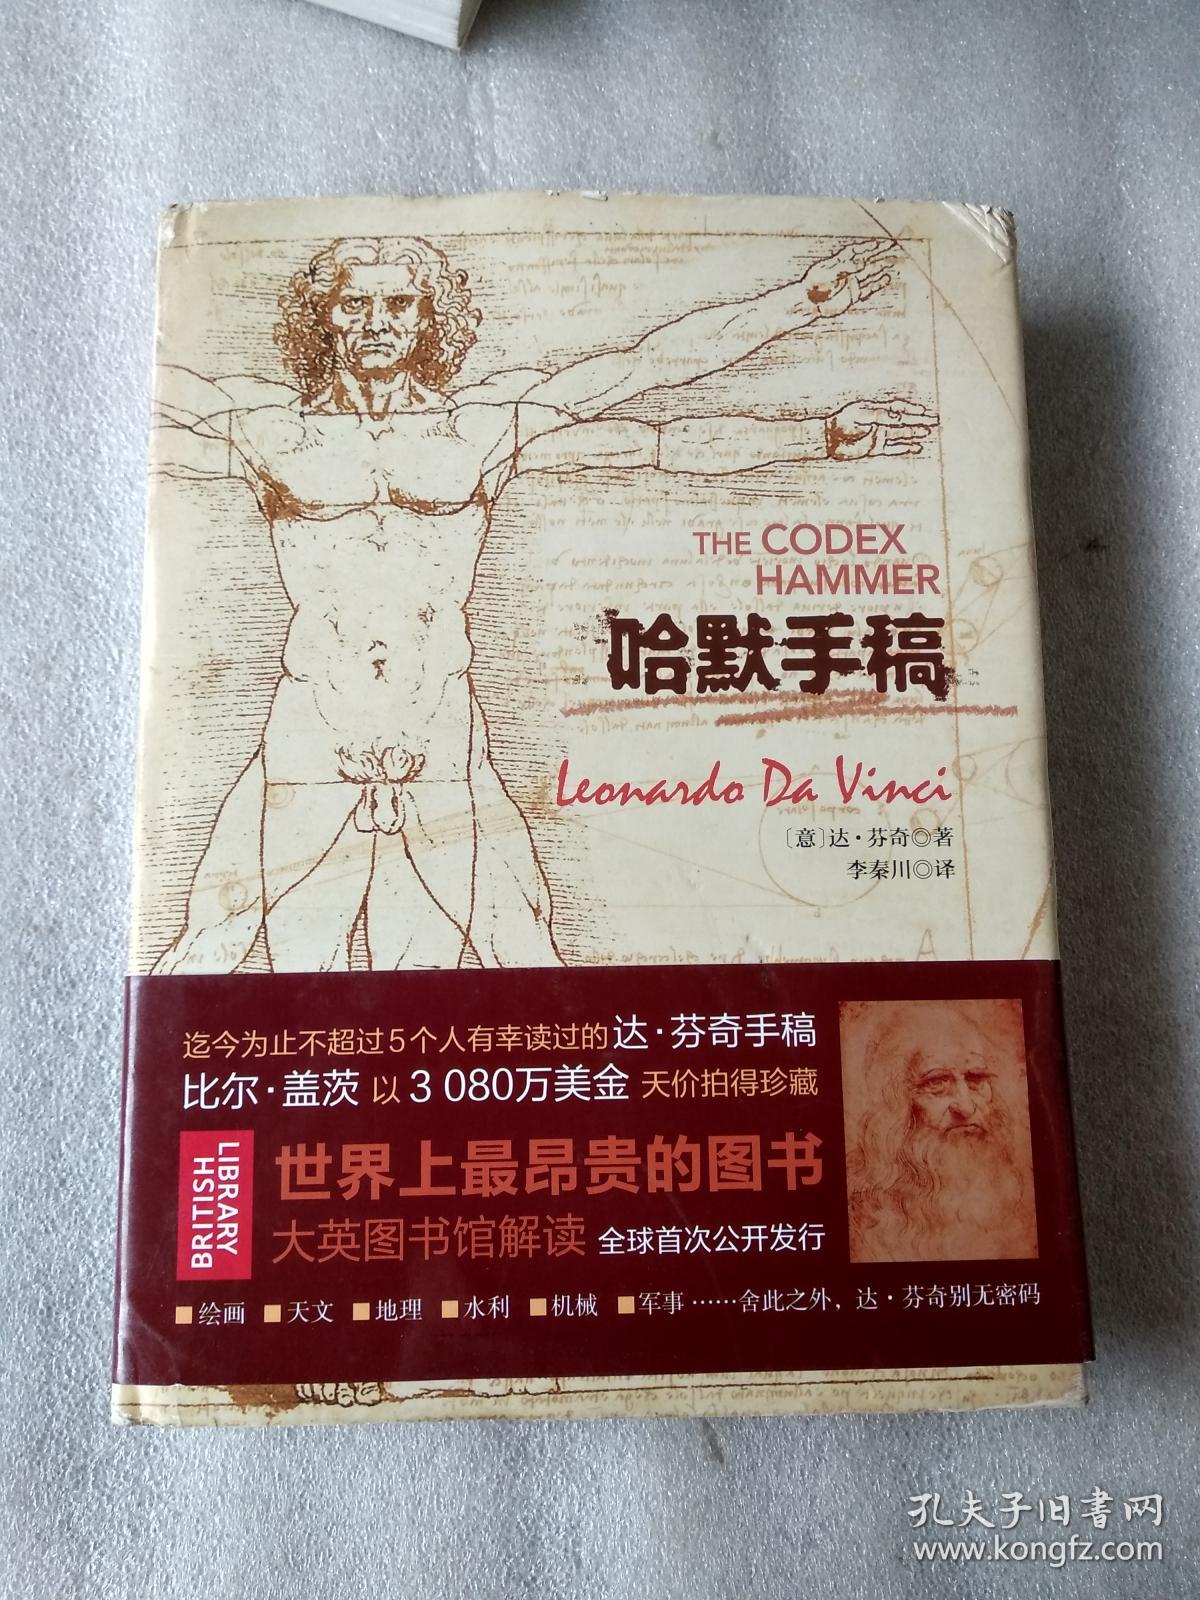 THE CODEX
HAMMER
哈默手稿
Leonardo Da Vinci
〔意〕达·芬奇◎著
李秦川◎译
迄今为止不超过5个人有幸读过的达·芬奇手稿
比尔·盖茨 以 3 080万美金 天价拍得珍藏
LIBRARY
BRITISH
世界上最昂贵的图书
大英图书馆解读 全球首次公开发行
■绘画 ■天文 ■地理 ■水利 ■机械 ■军事 ……舍此之外，达·芬奇别无密码
孔夫子旧书网
www.kongfz.com